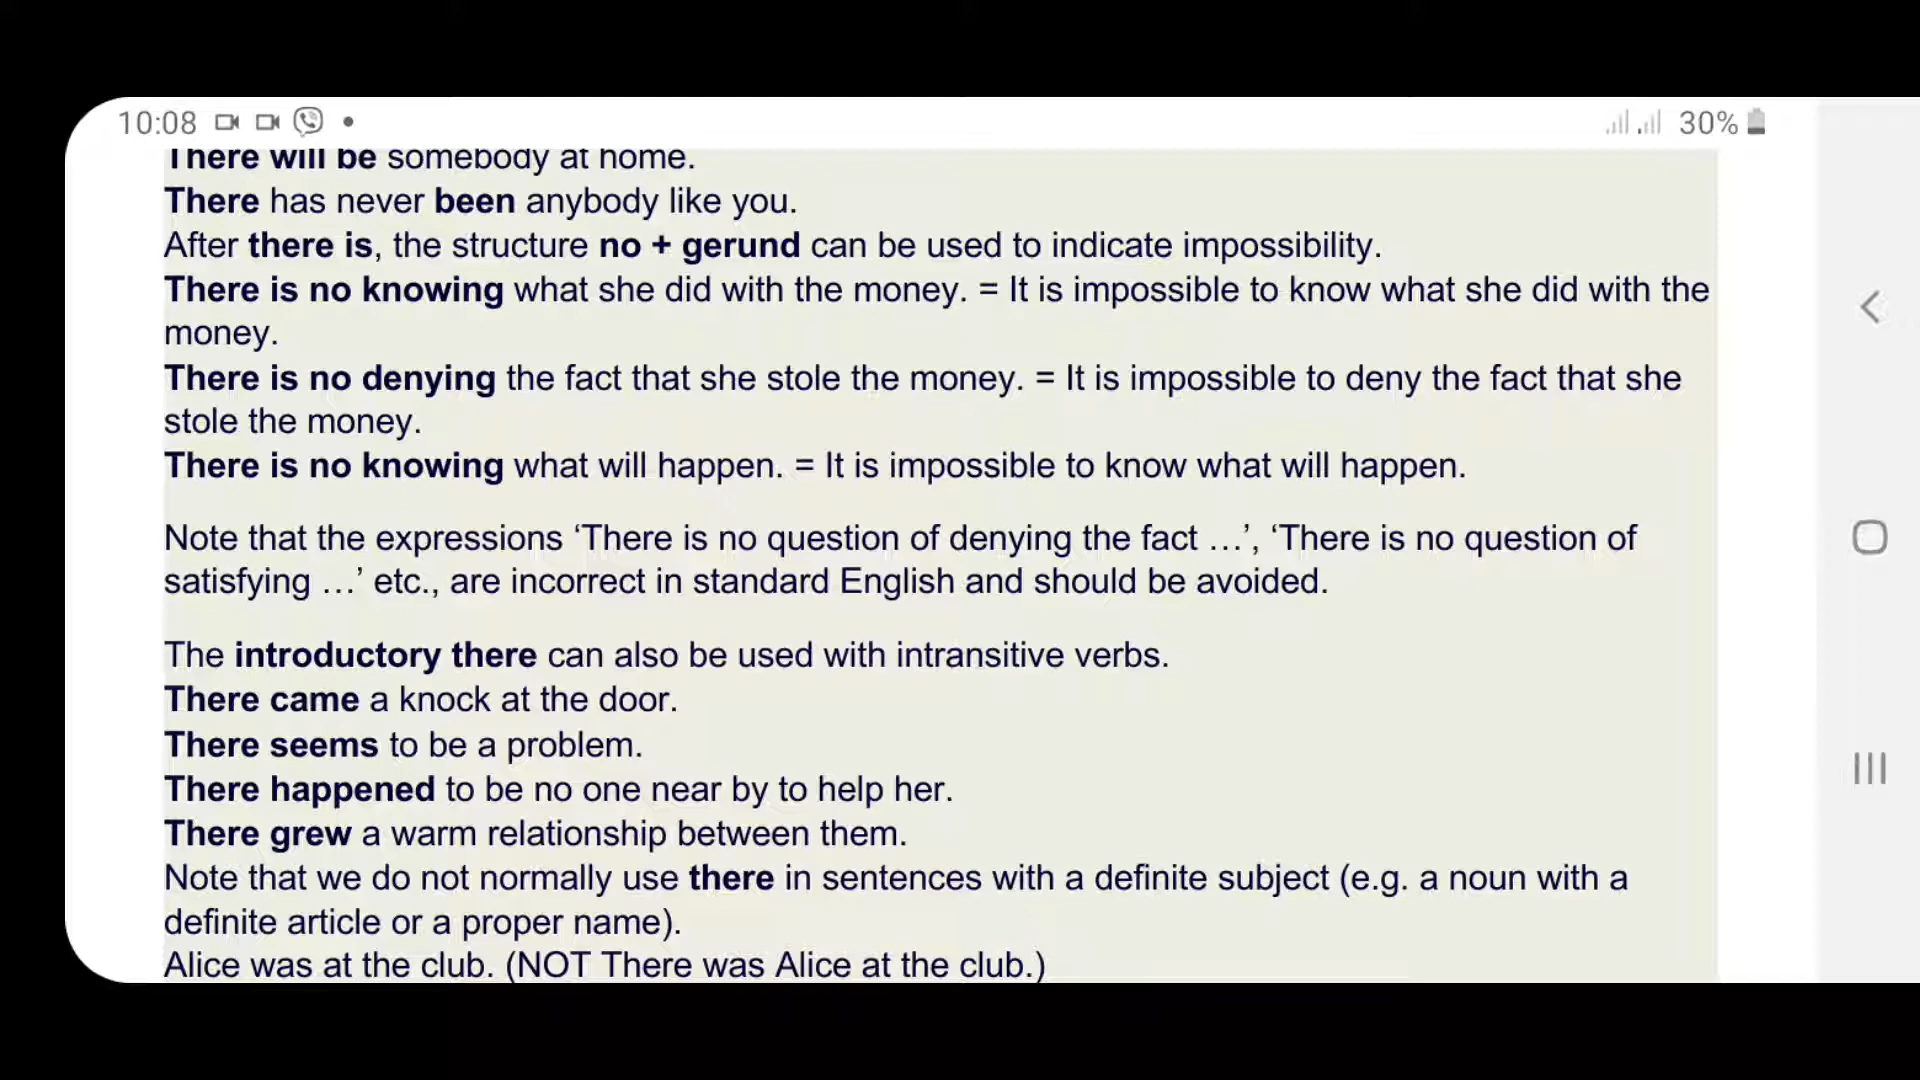 10:08
30%
There will be somebody at home.
There has never been anybody like you.
After there is, the structure no + gerund can be used to indicate impossibility.
There is no knowing what she did with the money. = It is impossible to know what she did with the
money.
There is no denying the fact that she stole the money. = It is impossible to deny the fact that she
stole the money.
There is no knowing what will happen. = It is impossible to know what will happen.
Note that the expressions ‘There is no question of denying the fact …’, ‘There is no question of
satisfying …’ etc., are incorrect in standard English and should be avoided.
The introductory there can also be used with intransitive verbs.
There came a knock at the door.
There seems to be a problem.
There happened to be no one near by to help her.
There grew a warm relationship between them.
Note that we do not normally use there in sentences with a definite subject (e.g. a noun with a
definite article or a proper name).
Alice was at the club. (NOT There was Alice at the club.)